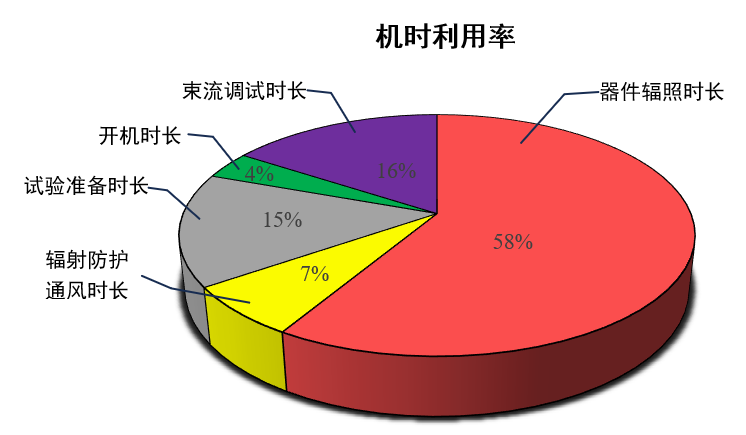 机时利用率
束流调试时长
器件辐照时长
开机时长
试验准备时长
辐射防护
通风时长
16%
4%
15%
58%
7%